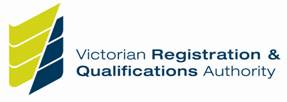 Victorian Registration &
Qualifications Authority